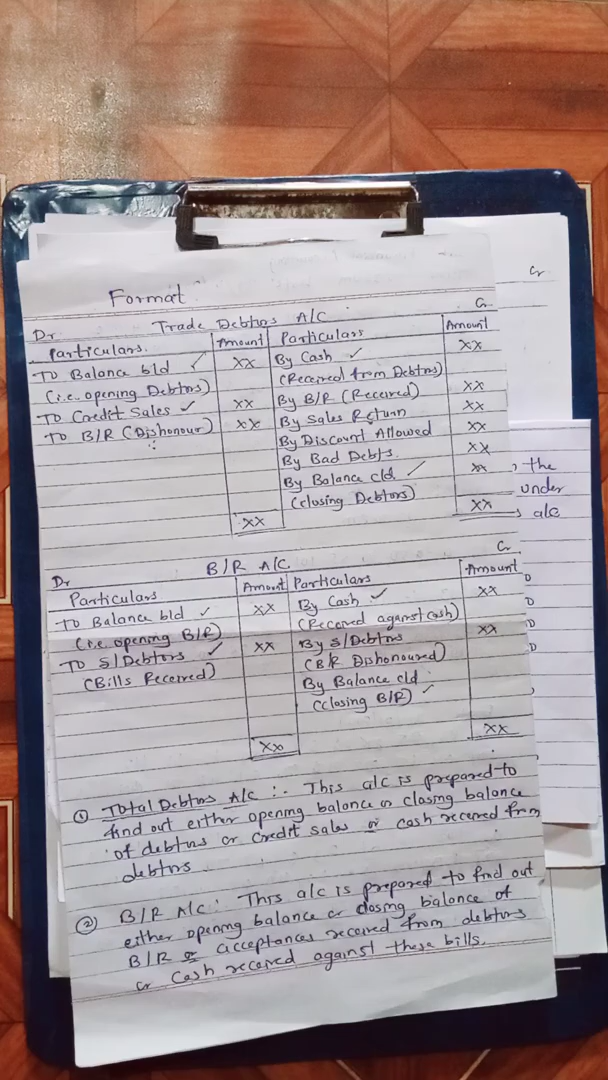 Cr
Format
Trade Debtors A/C
Dr Cr
Particulars. Amount Particulars Amount
To Balance b/d ✓ XX By Cash ✓ XX
(i.e. opening Debtors) (Received from Debtors)
To Credit Sales ✓ XX By B/R (Received) XX
To B/R (Dishonour) XX By Sales Return XX
By Discount Allowed XX
By Bad Debts. XX
By Balance c/d ✓ XX
(closing Debtors)
XX XX
the
under
a/c
B/R A/C
Dr Cr
Particulars Amount Particulars Amount
To Balance b/d ✓ XX By Cash ✓ XX
(i.e. opening B/R) (Received against cash)
To S/Debtors ✓ XX By S/Debtors XX
(Bills Received) (B/R Dishonoured)
By Balance c/d
(closing B/R) ✓
XX XX
① Total Debtors A/c :- This a/c is prepared to
find out either opening balance or closing balance
of debtors or credit sales or cash received from
debtors.
② B/R A/c : This a/c is prepared to find out
either opening balance or closing balance of
B/R or acceptances received from debtors
or cash received against these bills.